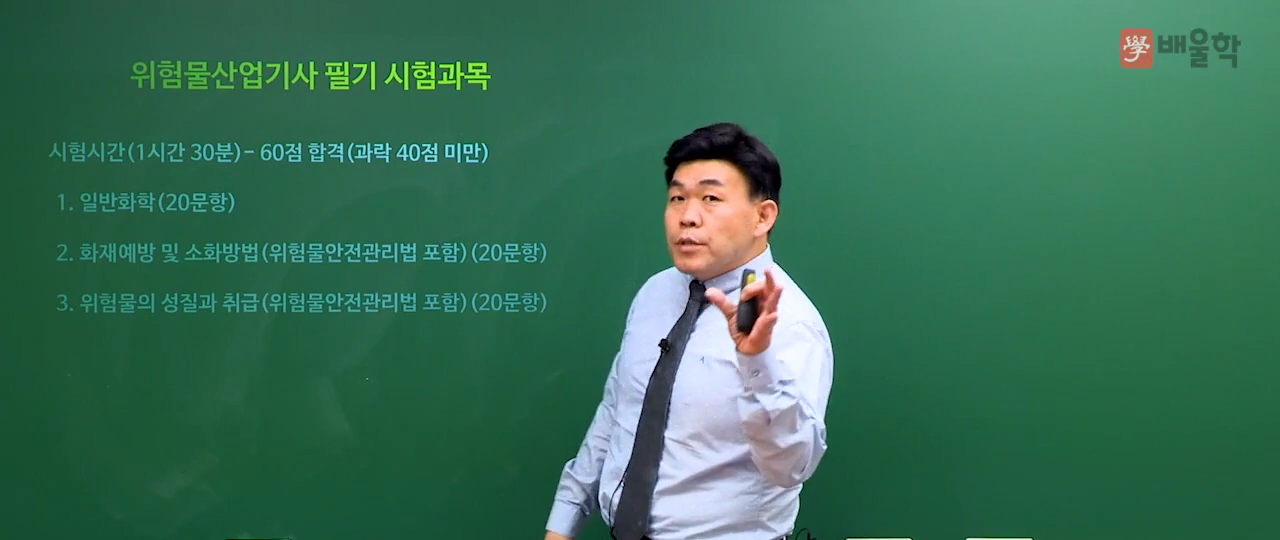 위험물산업기사 필기 시험과목
學 배울학
시험시간(1시간 30분)- 60점 합격(과락 40점 미만)
1. 일반화학(20문항)
2. 화재예방 및 소화방법(위험물안전관리법 포함)(20문항)
3. 위험물의 성질과 취급(위험물안전관리법 포함)(20문항)